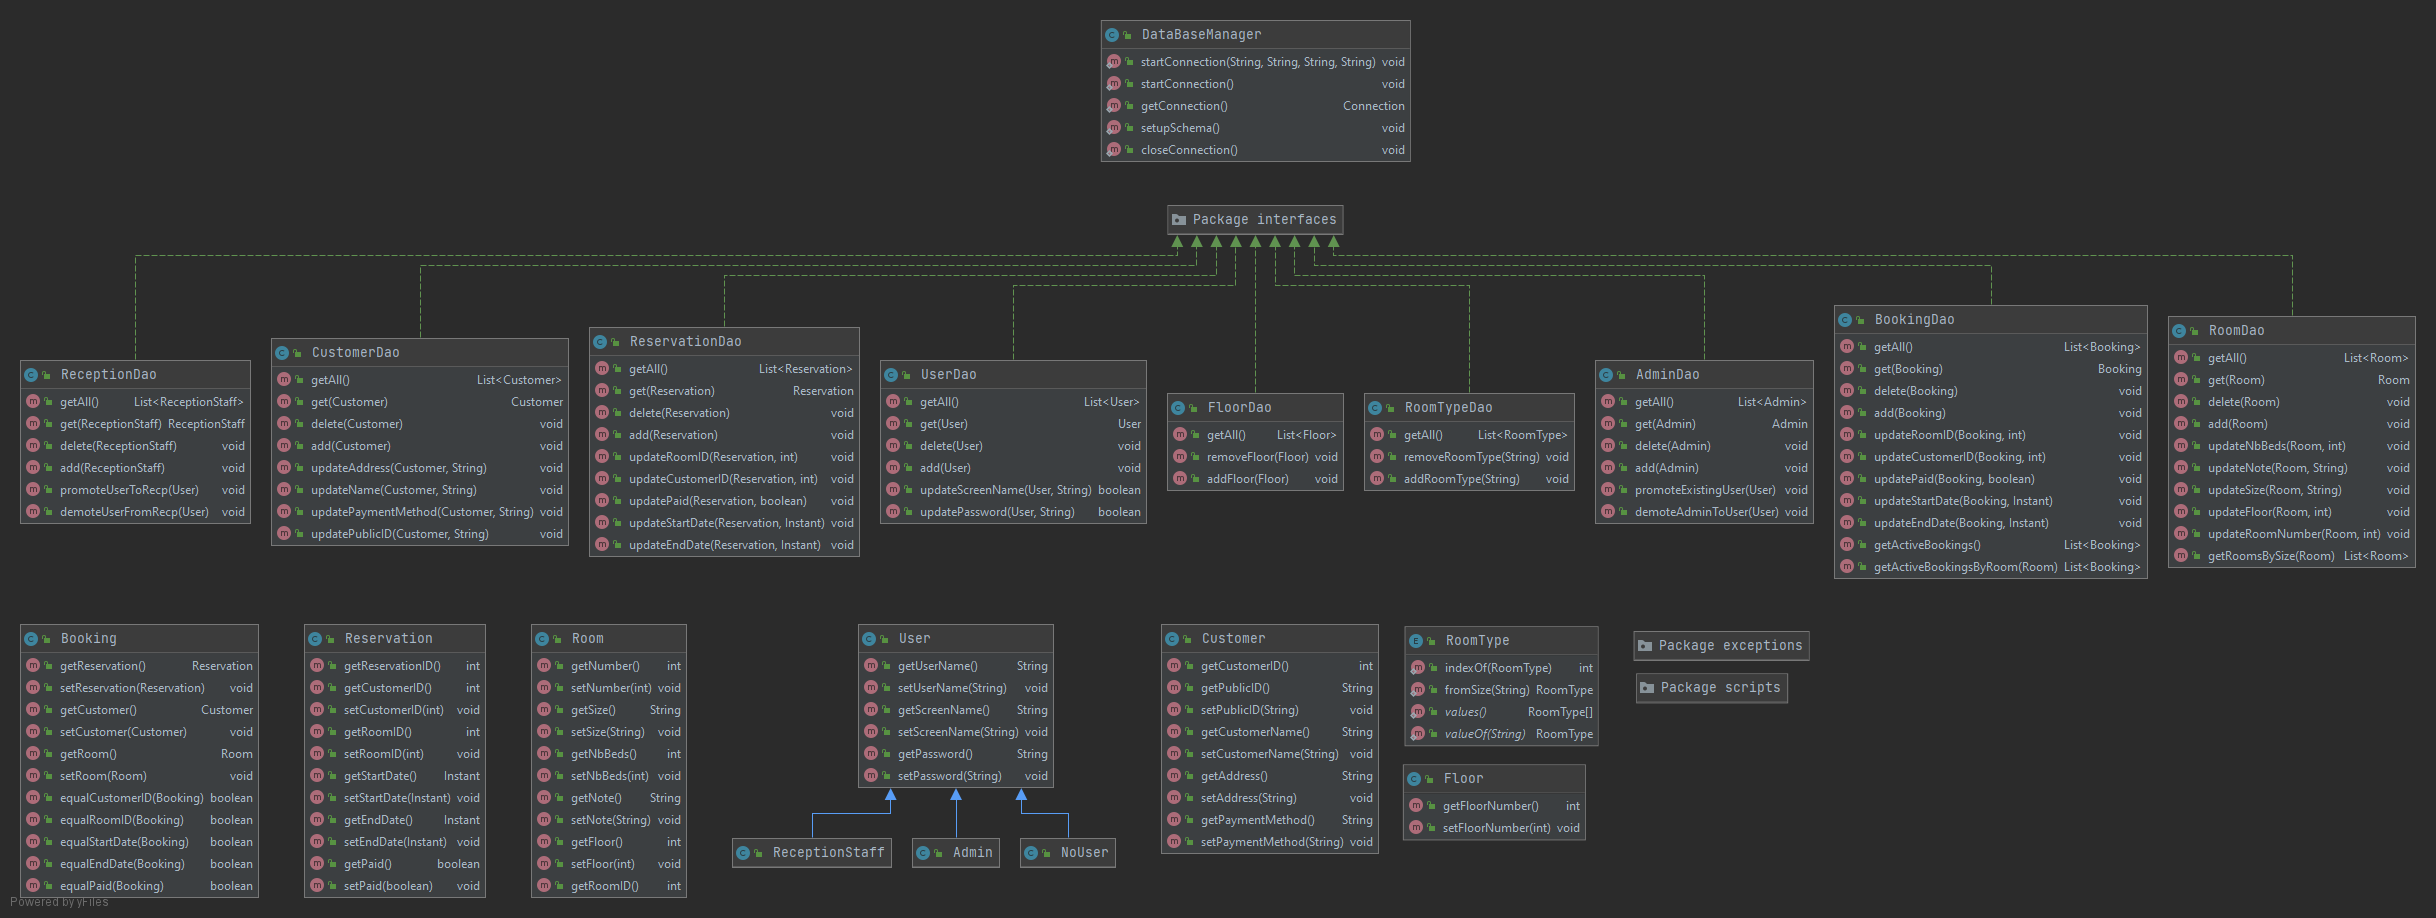 DataBaseManager
startConnection(String, String, String, String) void
startConnection() void
getConnection() Connection
setupSchema() void
closeConnection() void
Package interfaces
ReceptionDao
getAll() List<ReceptionStaff>
get(ReceptionStaff) ReceptionStaff
delete(ReceptionStaff) void
add(ReceptionStaff) void
promoteUserToRecp(User) void
demoteUserFromRecp(User) void
CustomerDao
getAll() List<Customer>
get(Customer) Customer
delete(Customer) void
add(Customer) void
updateAddress(Customer, String) void
updateName(Customer, String) void
updatePaymentMethod(Customer, String) void
updatePublicID(Customer, String) void
ReservationDao
getAll() List<Reservation>
get(Reservation) Reservation
delete(Reservation) void
add(Reservation) void
updateRoomID(Reservation, int) void
updateCustomerID(Reservation, int) void
updatePaid(Reservation, boolean) void
updateStartDate(Reservation, Instant) void
updateEndDate(Reservation, Instant) void
UserDao
getAll() List<User>
get(User) User
delete(User) void
add(User) void
updateScreenName(User, String) boolean
updatePassword(User, String) boolean
FloorDao
getAll() List<Floor>
removeFloor(Floor) void
addFloor(Floor) void
RoomTypeDao
getAll() List<RoomType>
removeRoomType(String) void
addRoomType(String) void
AdminDao
getAll() List<Admin>
get(Admin) Admin
delete(Admin) void
add(Admin) void
promoteExistingUser(User) void
demoteAdminToUser(User) void
BookingDao
getAll() List<Booking>
get(Booking) Booking
delete(Booking) void
add(Booking) void
updateRoomID(Booking, int) void
updateCustomerID(Booking, int) void
updatePaid(Booking, boolean) void
updateStartDate(Booking, Instant) void
updateEndDate(Booking, Instant) void
getActiveBookings() List<Booking>
getActiveBookingsByRoom(Room) List<Booking>
RoomDao
getAll() List<Room>
get(Room) Room
delete(Room) void
add(Room) void
updateNbBeds(Room, int) void
updateNote(Room, String) void
updateSize(Room, String) void
updateFloor(Room, int) void
updateRoomNumber(Room, int) void
getRoomsBySize(Room) List<Room>
Booking
getReservation() Reservation
setReservation(Reservation) void
getCustomer() Customer
setCustomer(Customer) void
getRoom() Room
setRoom(Room) void
equalCustomerID(Booking) boolean
equalRoomID(Booking) boolean
equalStartDate(Booking) boolean
equalEndDate(Booking) boolean
equalPaid(Booking) boolean
Reservation
getReservationID() int
getCustomerID() int
setCustomerID(int) void
getRoomID() int
setRoomID(int) void
getStartDate() Instant
setStartDate(Instant) void
getEndDate() Instant
setEndDate(Instant) void
getPaid() boolean
setPaid(boolean) void
Room
getNumber() int
setNumber(int) void
getSize() String
setSize(String) void
getNbBeds() int
setNbBeds(int) void
getNote() String
setNote(String) void
getFloor() int
setFloor(int) void
getRoomID() int
User
getUserName() String
setUserName(String) void
getScreenName() String
setScreenName(String) void
getPassword() String
setPassword(String) void
ReceptionStaff
Admin
NoUser
Customer
getCustomerID() int
getPublicID() String
setPublicID(String) void
getCustomerName() String
setCustomerName(String) void
getAddress() String
setAddress(String) void
getPaymentMethod() String
setPaymentMethod(String) void
RoomType
indexOf(RoomType) int
fromSize(String) RoomType
values() RoomType[]
valueOf(String) RoomType
Floor
getFloorNumber() int
setFloorNumber(int) void
Package exceptions
Package scripts
Powered by yFiles